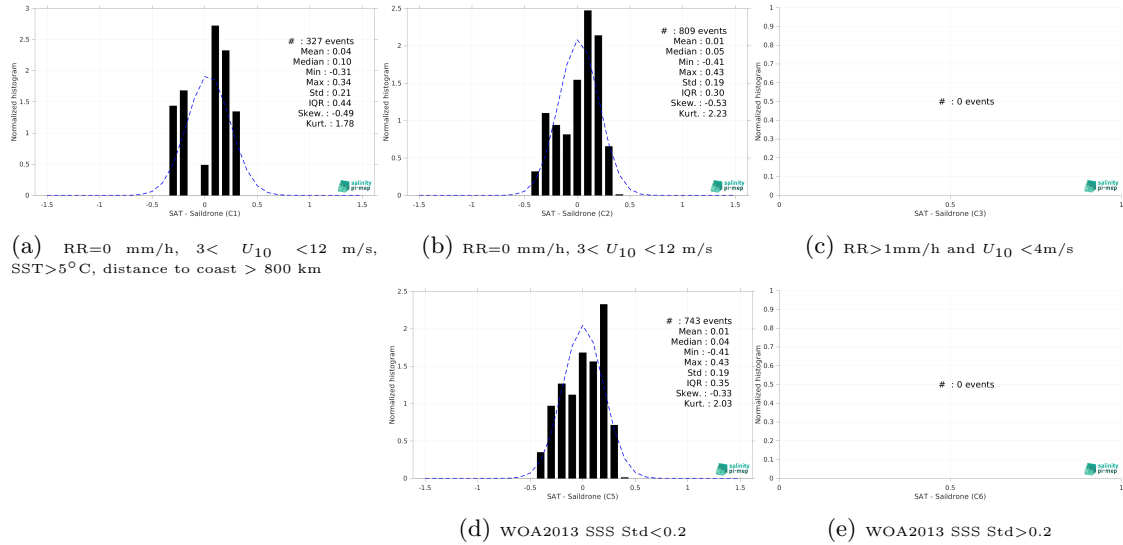 3
2.5
2
1.5
1
0.5
0
Normalized histogram
# : 327 events
Mean : 0.04
Median : 0.10
Min : -0.31
Max : 0.34
Std : 0.21
IQR : 0.44
Skew. : -0.49
Kurt. : 1.78
salinity
pi-mep
-1.5 -1 -0.5 0 0.5 1 1.5
SAT - Saildrone (C1)
(a) RR=0 mm/h, 3< U10 <12 m/s,
SST>5°C, distance to coast > 800 km
2.5
2
1.5
1
0.5
0
Normalized histogram
# : 809 events
Mean : 0.01
Median : 0.05
Min : -0.41
Max : 0.43
Std : 0.19
IQR : 0.30
Skew. : -0.53
Kurt. : 2.23
salinity
pi-mep
-1.5 -1 -0.5 0 0.5 1 1.5
SAT - Saildrone (C2)
(b) RR=0 mm/h, 3< U10 <12 m/s
1
0.9
0.8
0.7
0.6
0.5
0.4
0.3
0.2
0.1
0
Normalized histogram
# : 0 events
salinity
pi-mep
0 0.5 1
SAT - Saildrone (C3)
(c) RR>1mm/h and U10 <4m/s
2.5
2
1.5
1
0.5
0
Normalized histogram
# : 743 events
Mean : 0.01
Median : 0.04
Min : -0.41
Max : 0.43
Std : 0.19
IQR : 0.35
Skew. : -0.33
Kurt. : 2.03
salinity
pi-mep
-1.5 -1 -0.5 0 0.5 1 1.5
SAT - Saildrone (C5)
(d) WOA2013 SSS Std<0.2
1
0.9
0.8
0.7
0.6
0.5
0.4
0.3
0.2
0.1
0
Normalized histogram
# : 0 events
salinity
pi-mep
0 0.5 1
SAT - Saildrone (C6)
(e) WOA2013 SSS Std>0.2